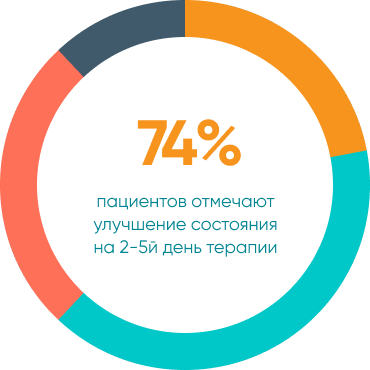 74%
пациентов отмечают
улучшение состояния
на 2-5й день терапии